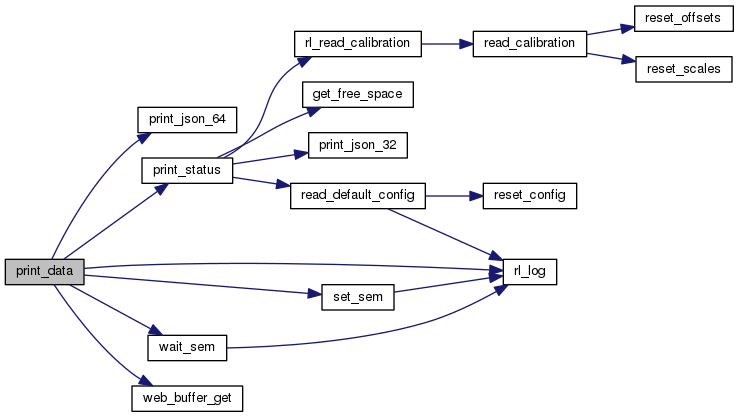 reset_offsets
rl_read_calibration
read_calibration
reset_scales
get_free_space
print_json_64
print_json_32
print_status
read_default_config
reset_config
print_data
rl_log
set_sem
wait_sem
web_buffer_get